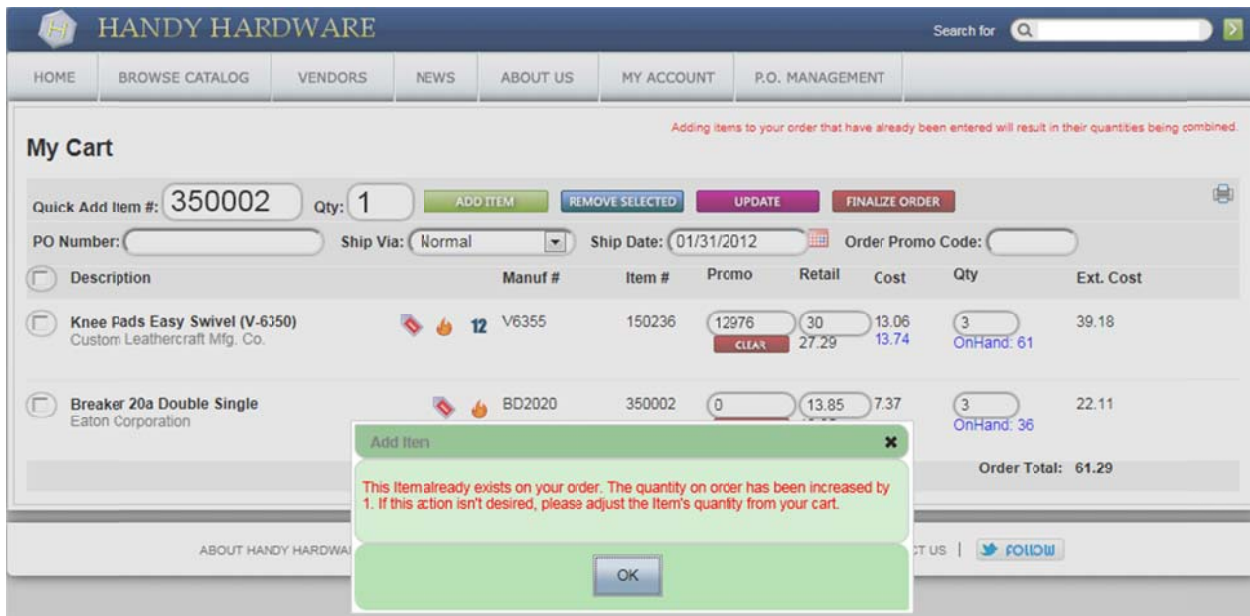 HANDY HARDWARE
Search for
HOME BROWSE CATALOG VENDORS NEWS ABOUT US MY ACCOUNT P.O. MANAGEMENT
Adding items to your order that have already been entered will result in their quantities being combined.
My Cart
Quick Add Item #: 350002 Qty: 1 ADD ITEM REMOVE SELECTED UPDATE FINALIZE ORDER
PO Number: Ship Via: Normal Ship Date: 01/31/2012 Order Promo Code:
Description Manuf # Item # Promo Retail Cost Qty Ext. Cost
Knee Pads Easy Swivel (V-6350) 12 V6355 150236 12976 30 13.06 3 39.18
Custom Leathercraft Mfg. Co. CLEAR 27.29 13.74 OnHand: 61
Breaker 20a Double Single BD2020 350002 0 13.85 7.37 3 22.11
Eaton Corporation OnHand: 36
Order Total: 61.29
Add Item
This Item already exists on your order. The quantity on order has been increased by
1. If this action isn't desired, please adjust the Item's quantity from your cart.
OK
ABOUT HANDY HARDWA CT US | FOLLOW